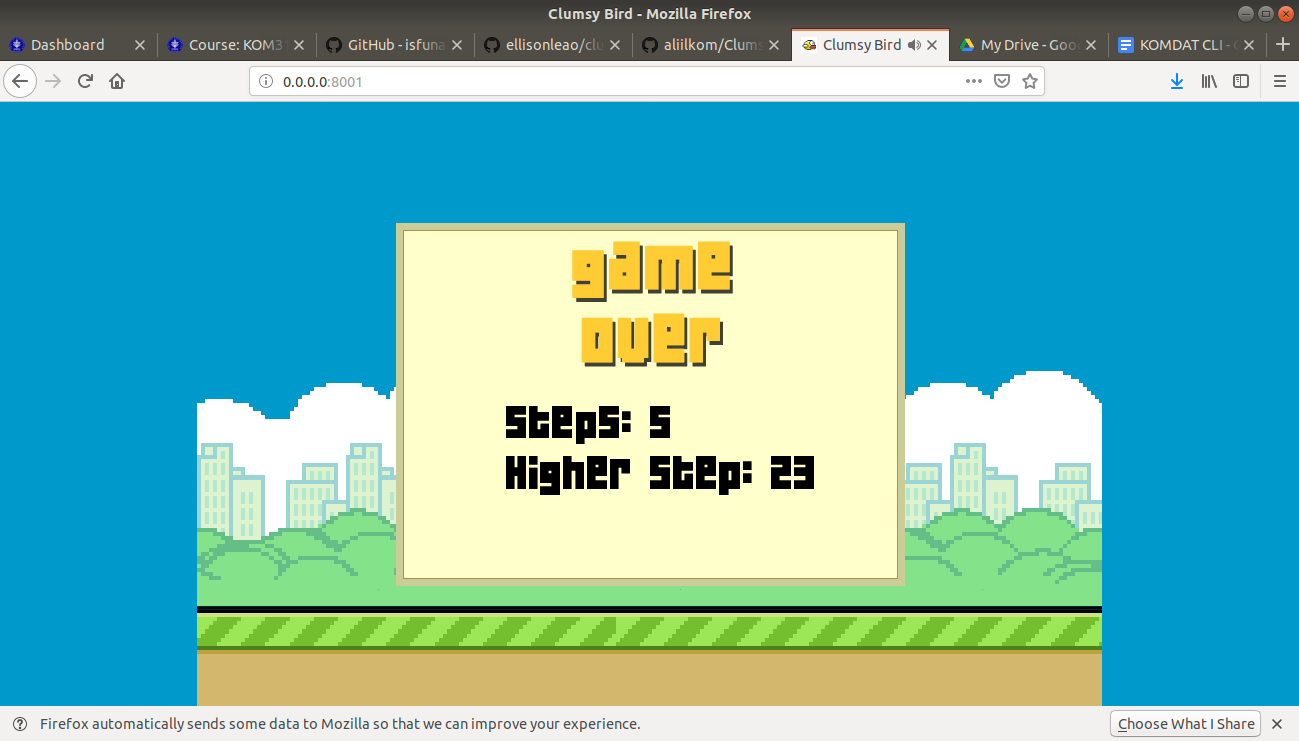 Clumsy Bird - Mozilla Firefox
Dashboard
Course: KOM31
GitHub - isfuna
ellisonleao/clu
aliilkom/Clums
Clumsy Bird
My Drive - Goo
KOMDAT CLI -
0.0.0.0:8001
game
over
Steps: 5
Higher Step: 23
Firefox automatically sends some data to Mozilla so that we can improve your experience.
Choose What I Share